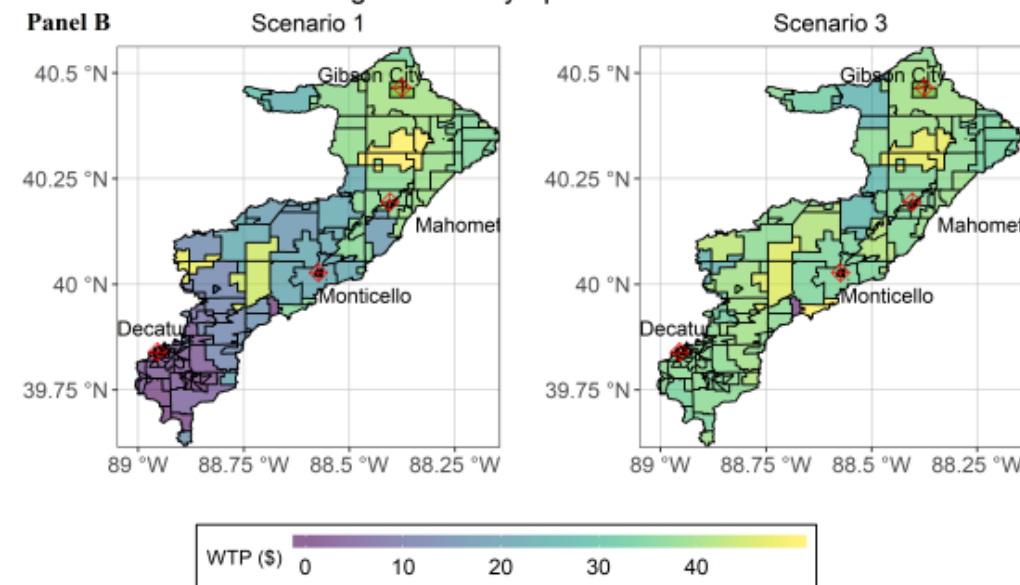 Panel B
Scenario 1
Scenario 3
40.5 °N
40.25 °N
40 °N
39.75 °N
Gibson City
Mahomet
Monticello
Decatu
89 °W
88.75 °W
88.5 °W
88.25 °W
40.5 °N
40.25 °N
40 °N
39.75 °N
Gibson City
Mahomet
Monticello
Decatu
89 °W
88.75 °W
88.5 °W
88.25 °W
WTP ($)
0
10
20
30
40